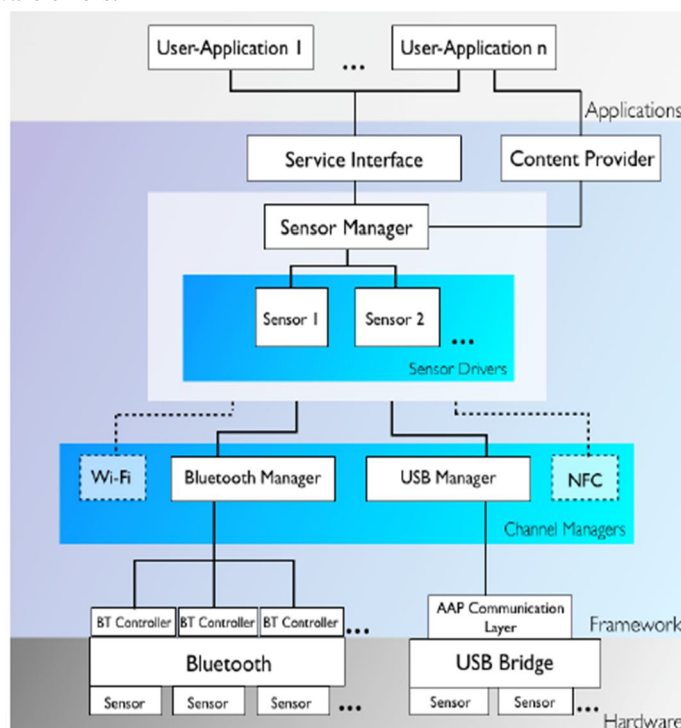 User-Application 1
...
User-Application n
Applications
Service Interface
Content Provider
Sensor Manager
Sensor 1
Sensor 2
...
Sensor Drivers
Wi-Fi
Bluetooth Manager
USB Manager
NFC
Channel Managers
BT Controller
BT Controller
BT Controller
...
AAP Communication
Layer
Framework
Bluetooth
USB Bridge
Sensor
Sensor
Sensor
...
Sensor
Sensor
...
Hardware